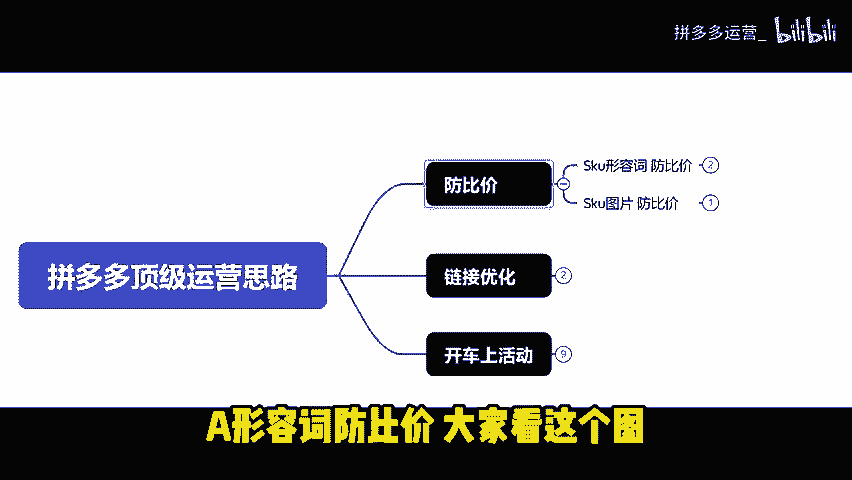 拼多多运营_ bilibili
防比价
Sku形容词 防比价 2
Sku图片 防比价 1
拼多多顶级运营思路
链接优化 2
开车上活动 9
A形容词防比价 大家看这个图